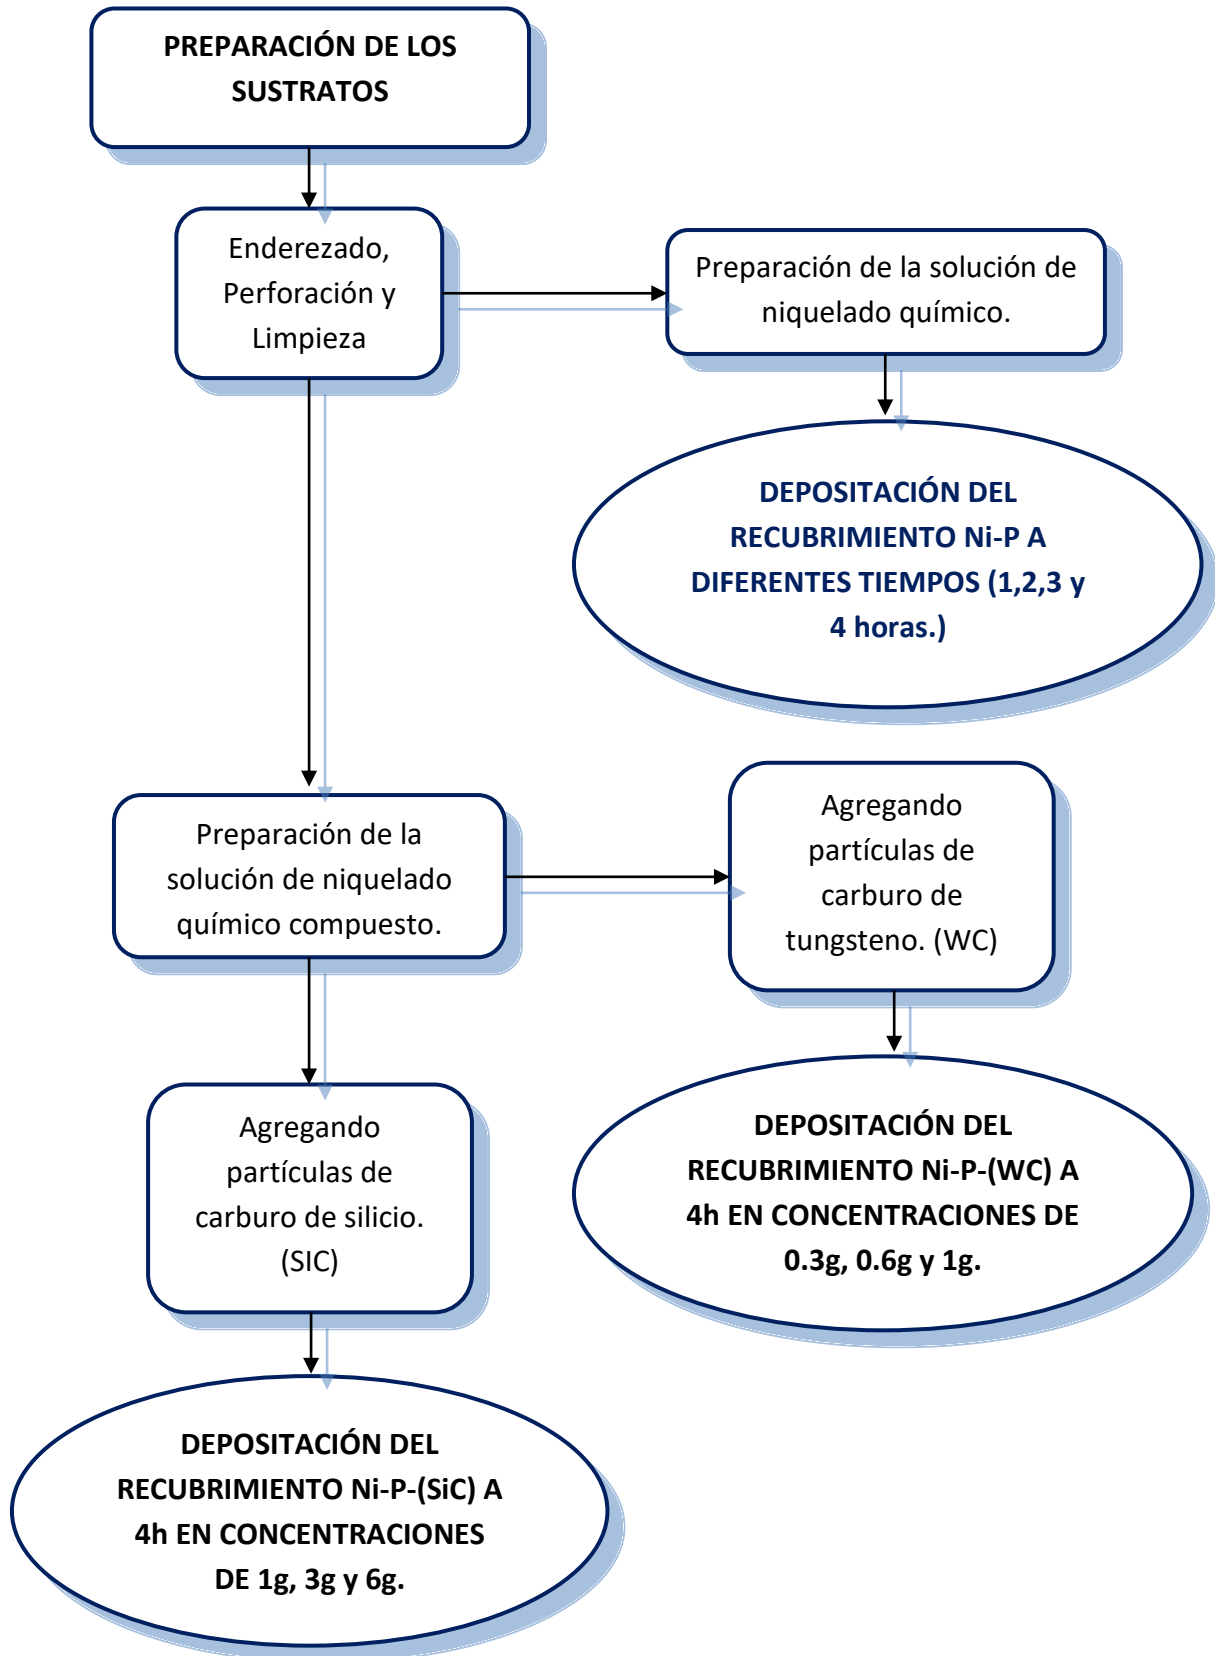 PREPARACIÓN DE LOS
SUSTRATOS
Enderezado,
Perforación y
Limpieza
Preparación de la solución de
niquelado químico.
DEPOSITACIÓN DEL
RECUBRIMIENTO Ni-P A
DIFERENTES TIEMPOS (1,2,3 y
4 horas.)
Preparación de la
solución de niquelado
químico compuesto.
Agregando
partículas de
carburo de
tungsteno. (WC)
DEPOSITACIÓN DEL
RECUBRIMIENTO Ni-P-(WC) A
4h EN CONCENTRACIONES DE
0.3g, 0.6g y 1g.
Agregando
partículas de
carburo de silicio.
(SIC)
DEPOSITACIÓN DEL
RECUBRIMIENTO Ni-P-(SiC) A
4h EN CONCENTRACIONES
DE 1g, 3g y 6g.